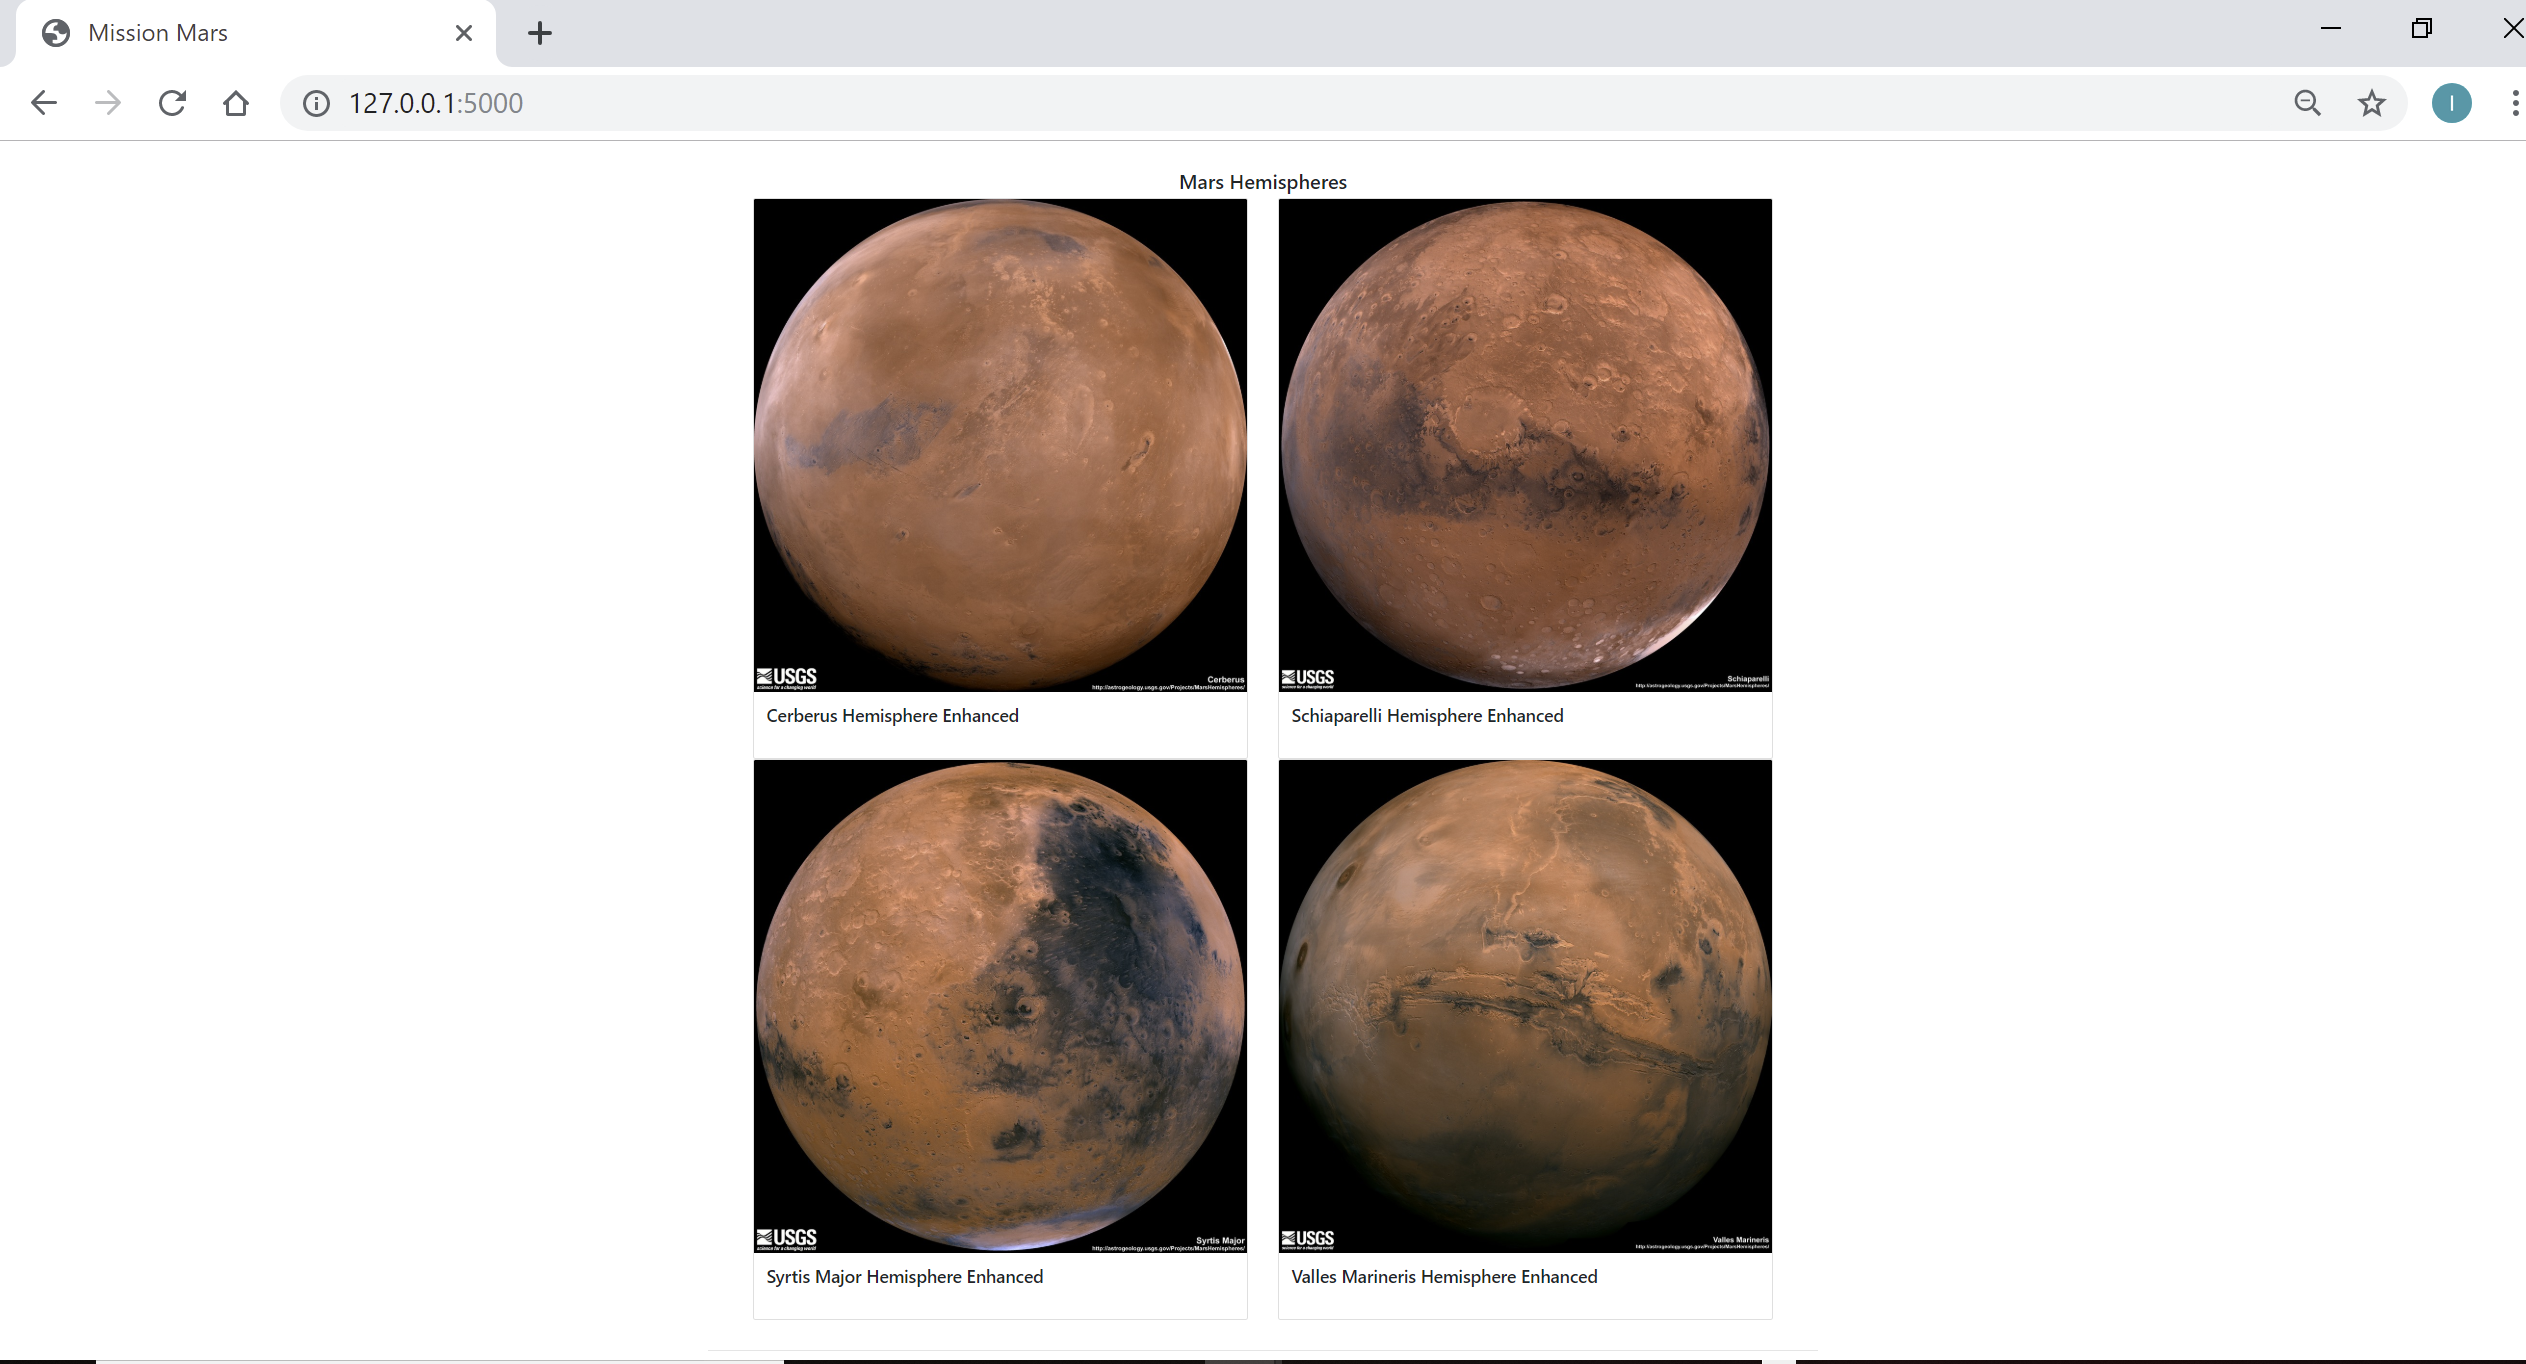 Mission Mars
127.0.0.1:5000
I
Mars Hemispheres
USGS
science for a changing world
Cerberus
http://astrogeology.usgs.gov/Projects/MarsHemispheres/
USGS
science for a changing world
Schiaparelli
http://astrogeology.usgs.gov/Projects/MarsHemispheres/
Cerberus Hemisphere Enhanced
Schiaparelli Hemisphere Enhanced
USGS
science for a changing world
Syrtis Major
http://astrogeology.usgs.gov/Projects/MarsHemispheres/
USGS
science for a changing world
Valles Marineris
http://astrogeology.usgs.gov/Projects/MarsHemispheres/
Syrtis Major Hemisphere Enhanced
Valles Marineris Hemisphere Enhanced